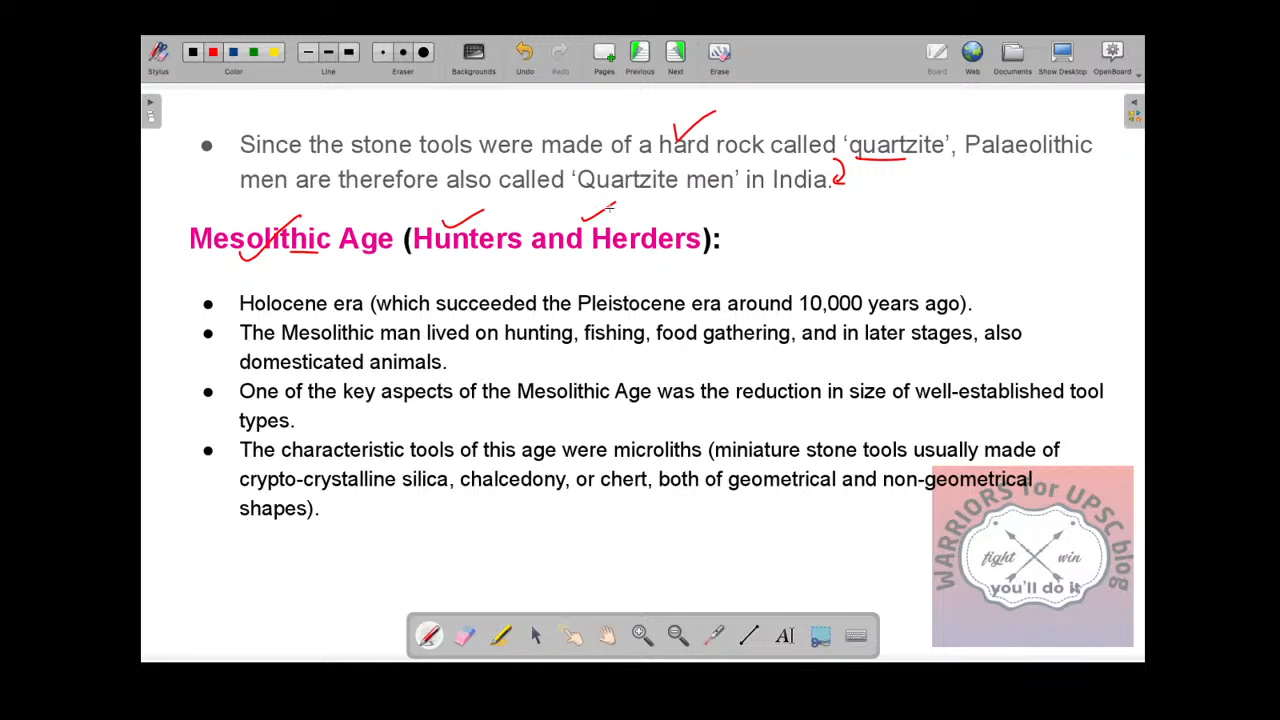 Stylus
Color
Line
Eraser
Backgrounds
Undo
Redo
Pages
Previous
Next
Erase
Board
Web
Documents
Show Desktop
OpenBoard
● Since the stone tools were made of a hard rock called ‘quartzite’, Palaeolithic
men are therefore also called ‘Quartzite men’ in India.
Mesolithic Age (Hunters and Herders):
● Holocene era (which succeeded the Pleistocene era around 10,000 years ago).
● The Mesolithic man lived on hunting, fishing, food gathering, and in later stages, also
domesticated animals.
● One of the key aspects of the Mesolithic Age was the reduction in size of well-established tool
types.
● The characteristic tools of this age were microliths (miniature stone tools usually made of
crypto-crystalline silica, chalcedony, or chert, both of geometrical and non-geometrical
shapes).
WARRIORS for UPSC blog
fight win
you'll do it
AI